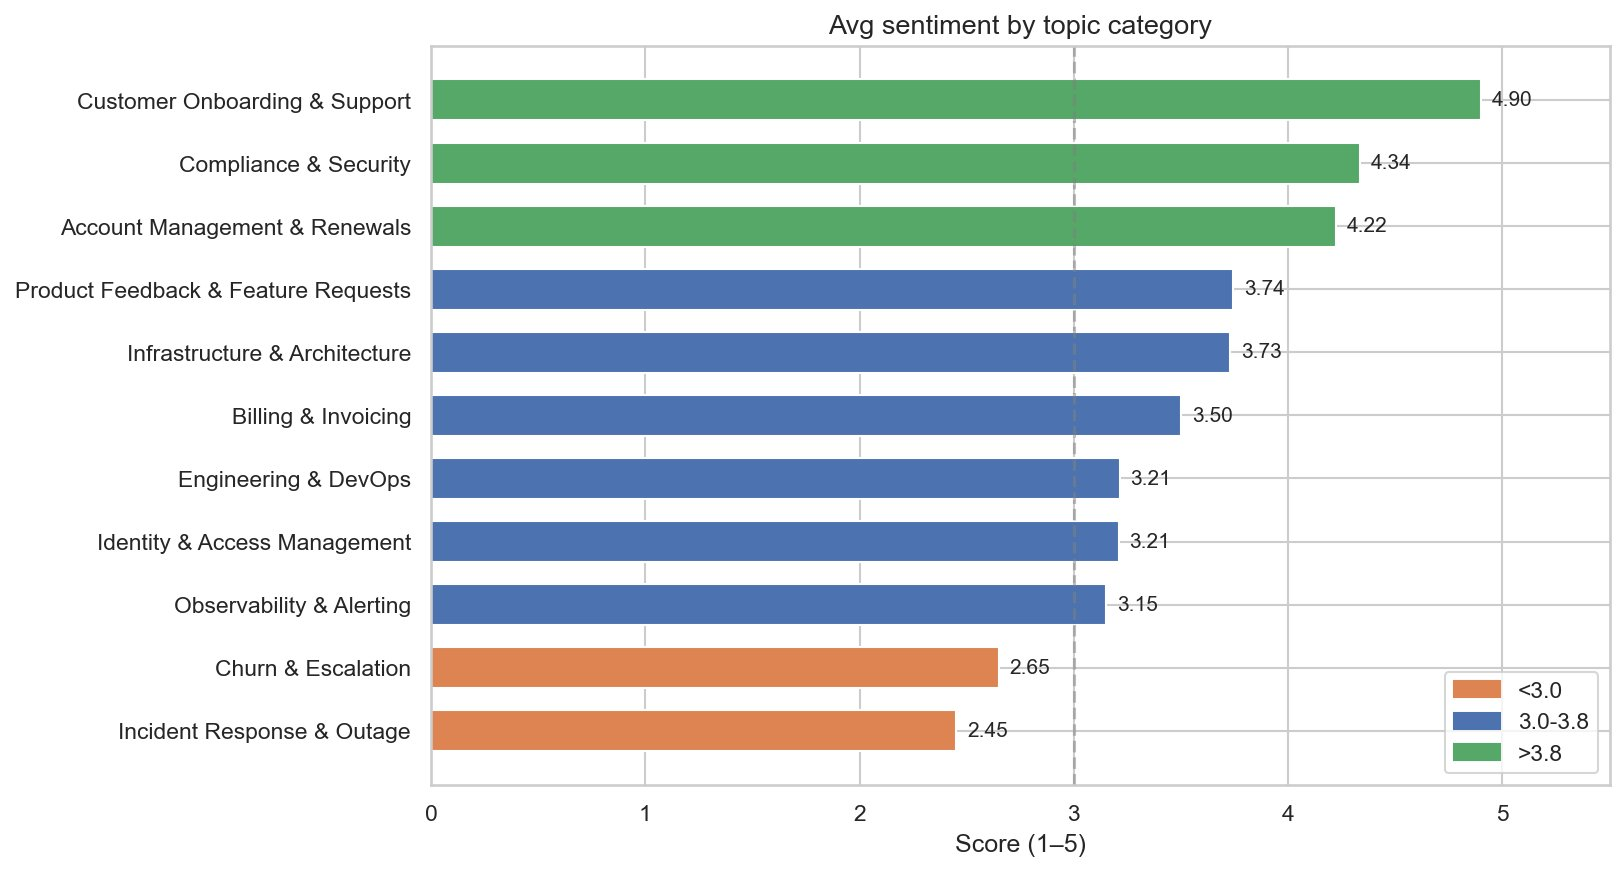 Avg sentiment by topic category
Customer Onboarding & Support 4.90
Compliance & Security 4.34
Account Management & Renewals 4.22
Product Feedback & Feature Requests 3.74
Infrastructure & Architecture 3.73
Billing & Invoicing 3.50
Engineering & DevOps 3.21
Identity & Access Management 3.21
Observability & Alerting 3.15
Churn & Escalation 2.65
Incident Response & Outage 2.45
<3.0
3.0-3.8
>3.8
0 1 2 3 4 5
Score (1–5)